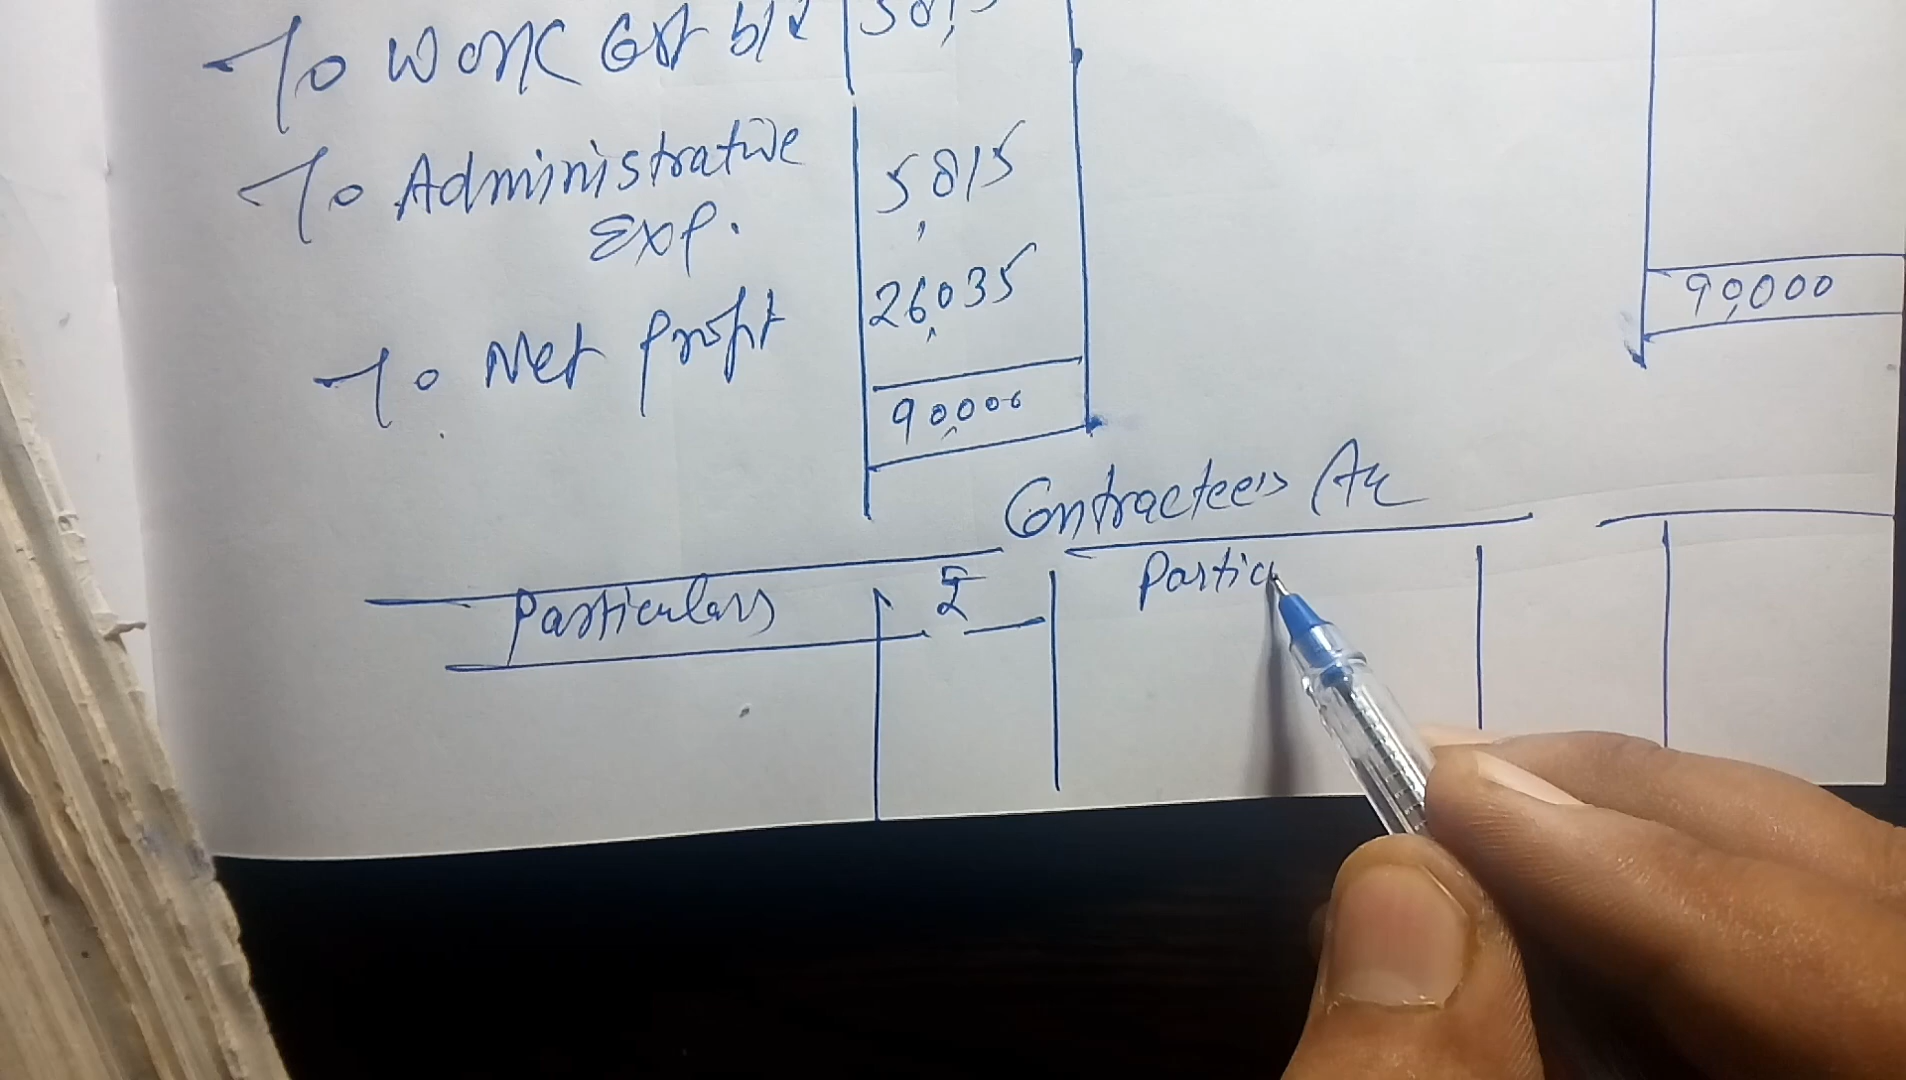 To Work Cost b/d
To Administrative 5,815
Exp.
To Net Profit 26,035
90,000
90,000
Contractee's A/c
Particulars ₹ Partic